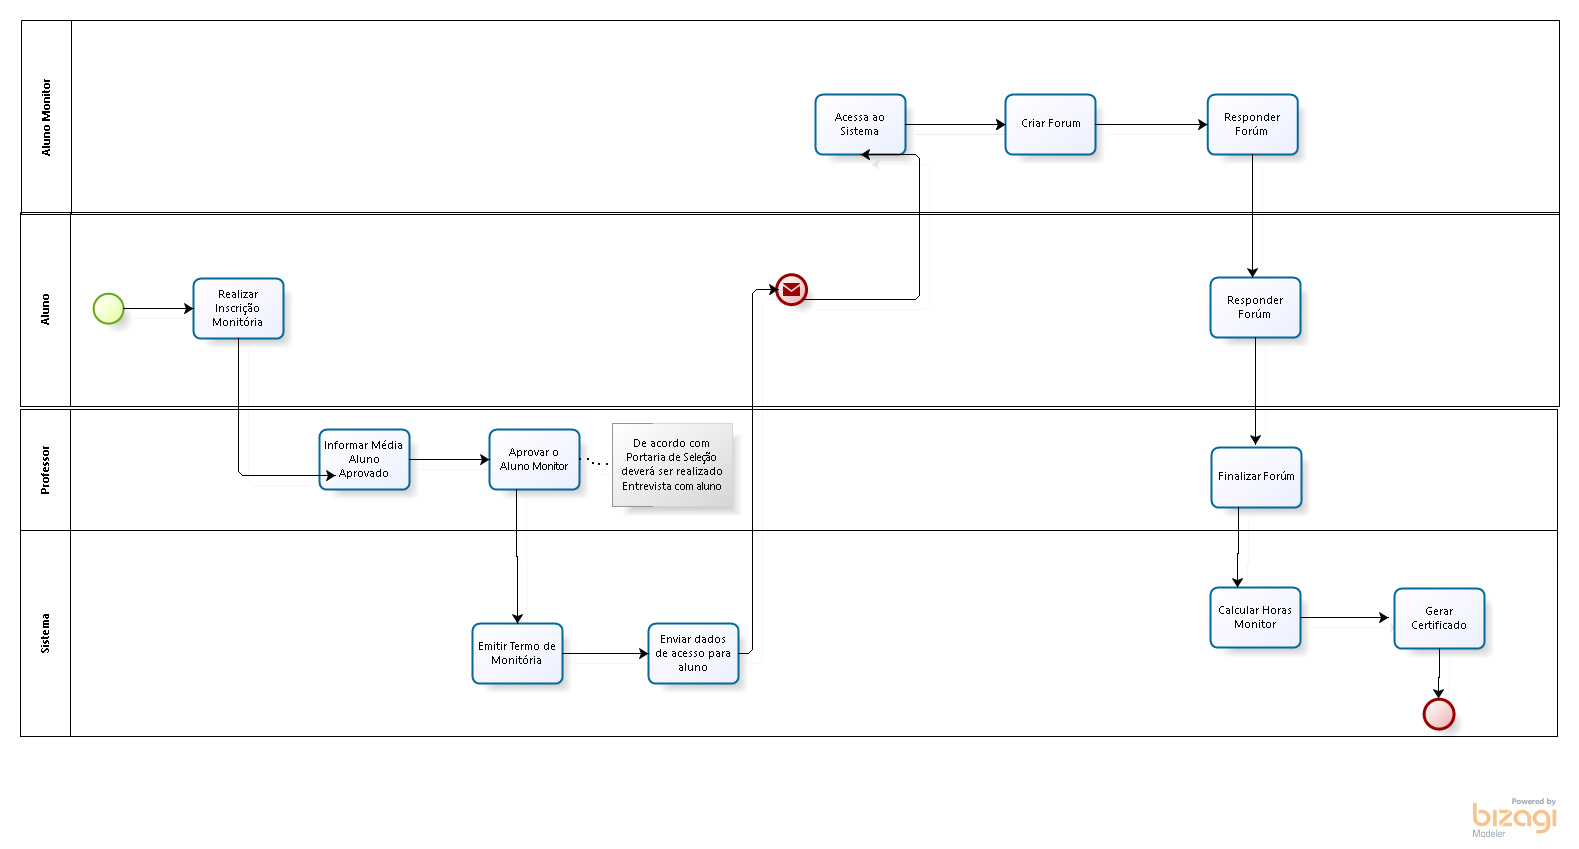 Aluno Monitor
Acessa ao
Sistema
Criar Forum
Responder
Forúm
Aluno
Realizar
Inscrição
Monitória
Responder
Forúm
Professor
Informar Média
Aluno
Aprovado
Aprovar o
Aluno Monitor
De acordo com
Portaria de Seleção
deverá ser realizado
Entrevista com aluno
Finalizar Forúm
Sistema
Emitir Termo de
Monitória
Enviar dados
de acesso para
aluno
Calcular Horas
Monitor
Gerar
Certificado
Powered by
bizagi
Modeler